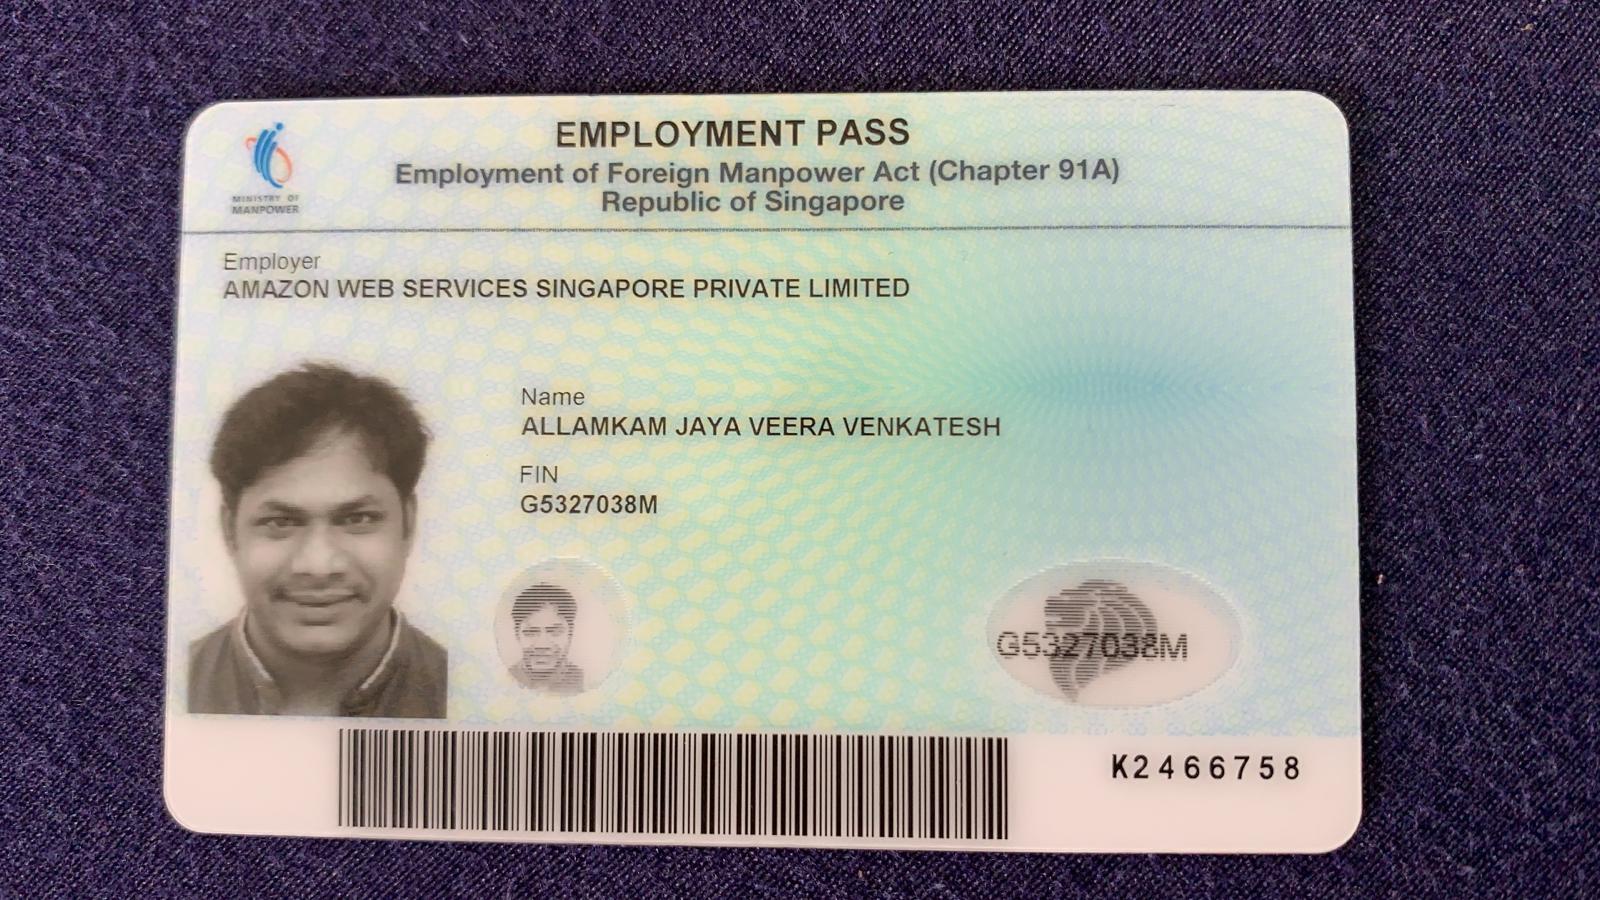 EMPLOYMENT PASS
Employment of Foreign Manpower Act (Chapter 91A)
Republic of Singapore
MINISTRY OF
MANPOWER
Employer
AMAZON WEB SERVICES SINGAPORE PRIVATE LIMITED
Name
ALLAMKAM JAYA VEERA VENKATESH
FIN
G5327038M
G5327038M
K2466758